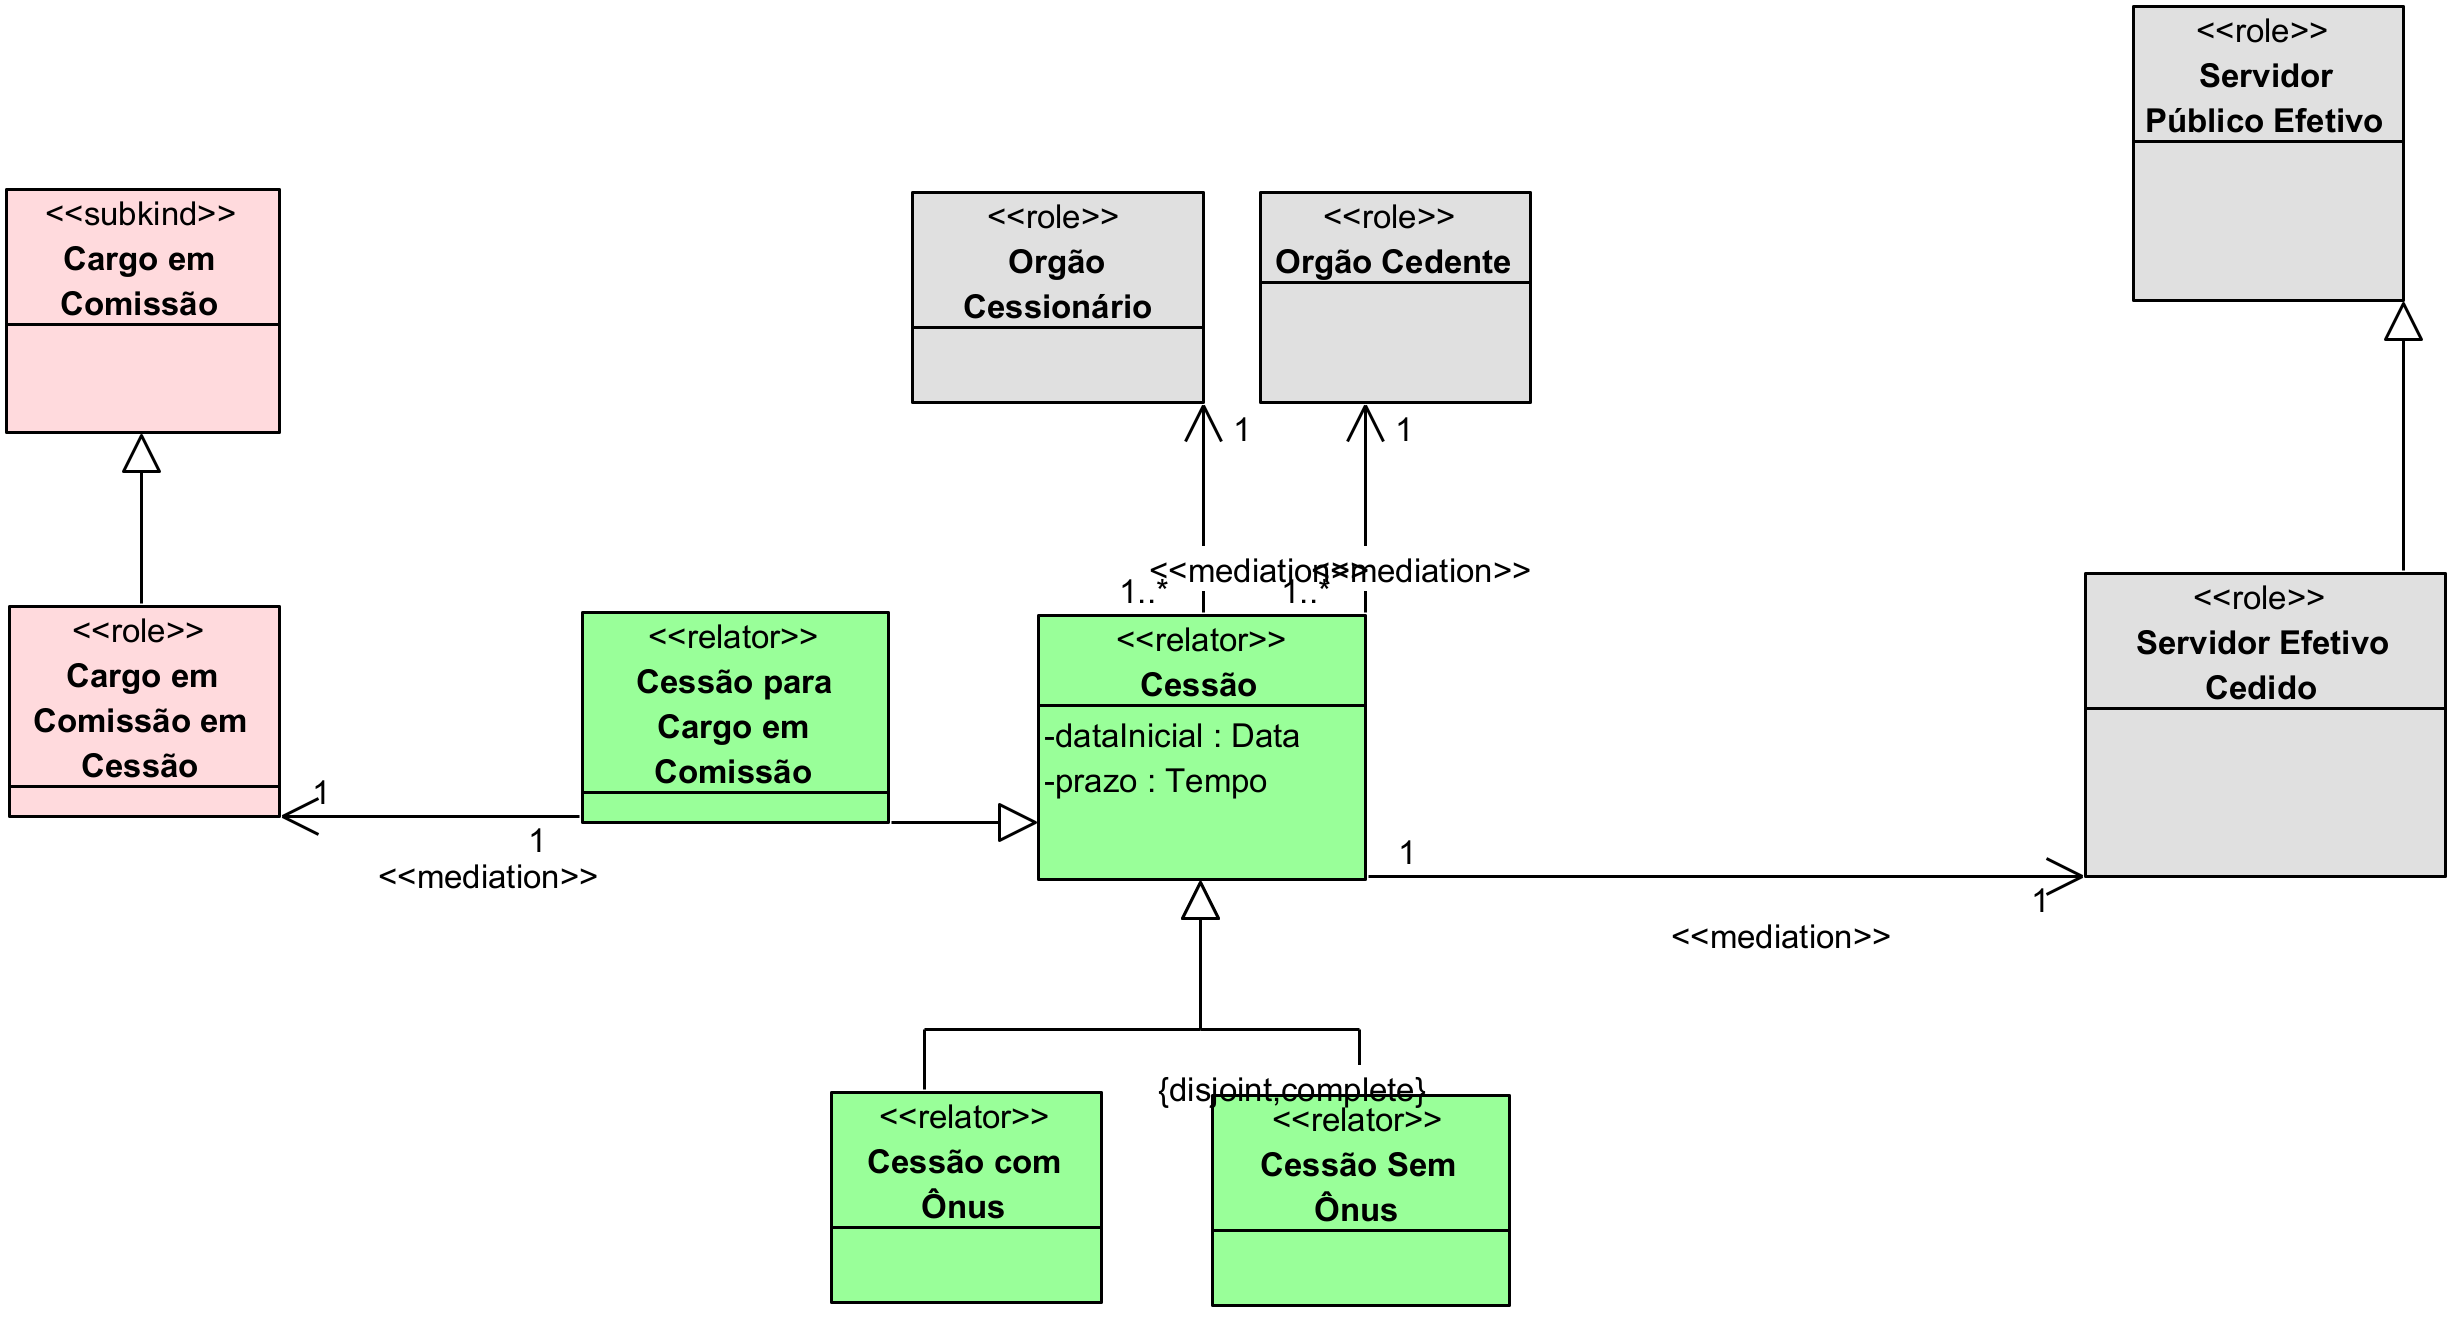 <<role>>
Servidor
Público Efetivo
<<subkind>>
Cargo em
Comissão
<<role>>
Orgão
Cessionário
<<role>>
Orgão Cedente
1
1
<<mediation>>
<<mediation>>
1..*
1..*
<<role>>
Cargo em
Comissão em
Cessão
1
1
<<mediation>>
<<relator>>
Cessão para
Cargo em
Comissão
<<relator>>
Cessão
-dataInicial : Data
-prazo : Tempo
1
1
<<mediation>>
<<role>>
Servidor Efetivo
Cedido
{disjoint,complete}
<<relator>>
Cessão com
Ônus
<<relator>>
Cessão Sem
Ônus